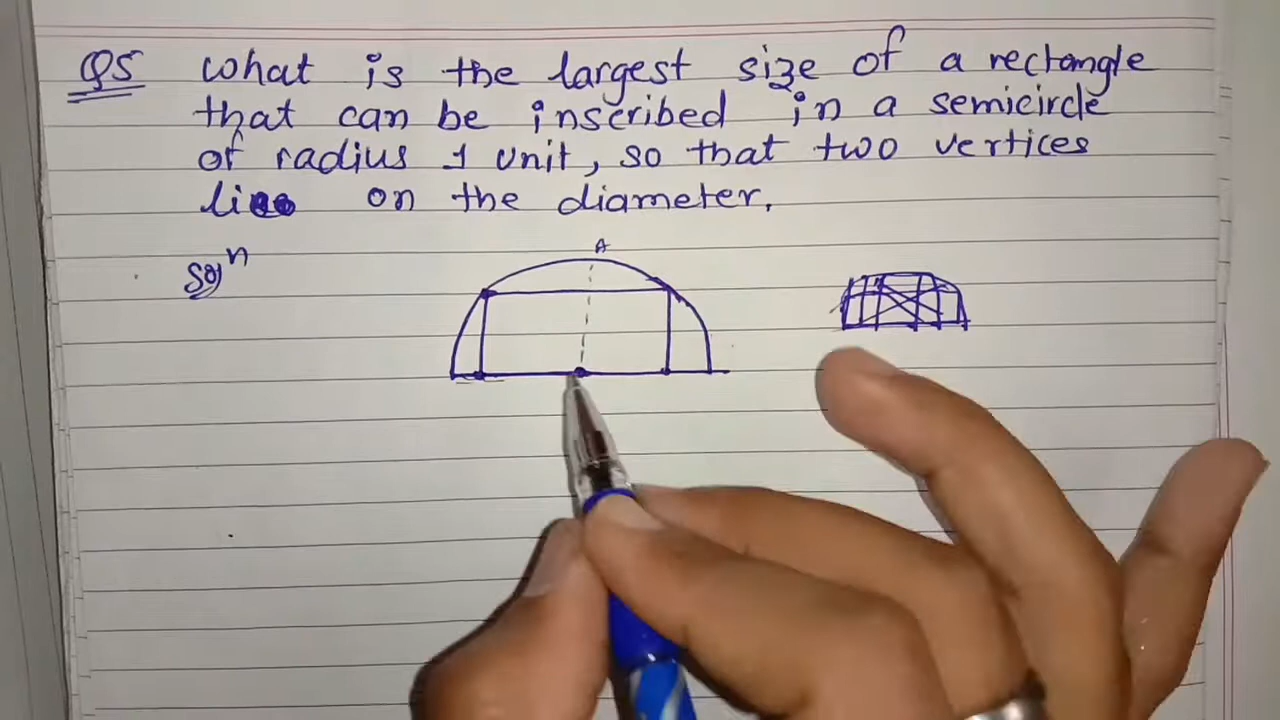 Q5 What is the largest size of a rectangle
that can be inscribed in a semicircle
of radius 1 unit, so that two vertices
lie on the diameter.
Solⁿ
A